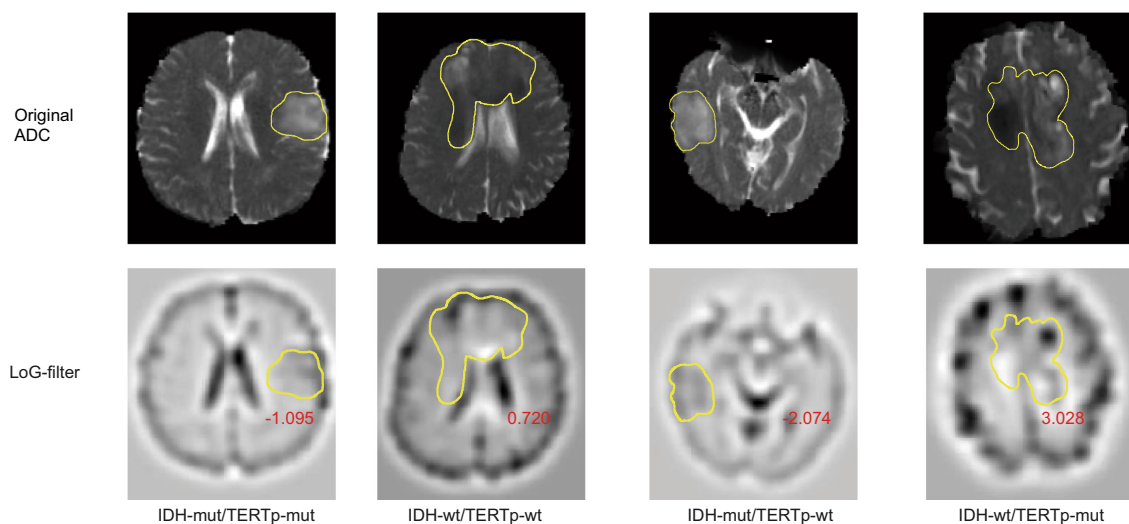 Original
ADC
LoG-filter
-1.095
0.720
-2.074
3.028
IDH-mut/TERTp-mut
IDH-wt/TERTp-wt
IDH-mut/TERTp-wt
IDH-wt/TERTp-mut